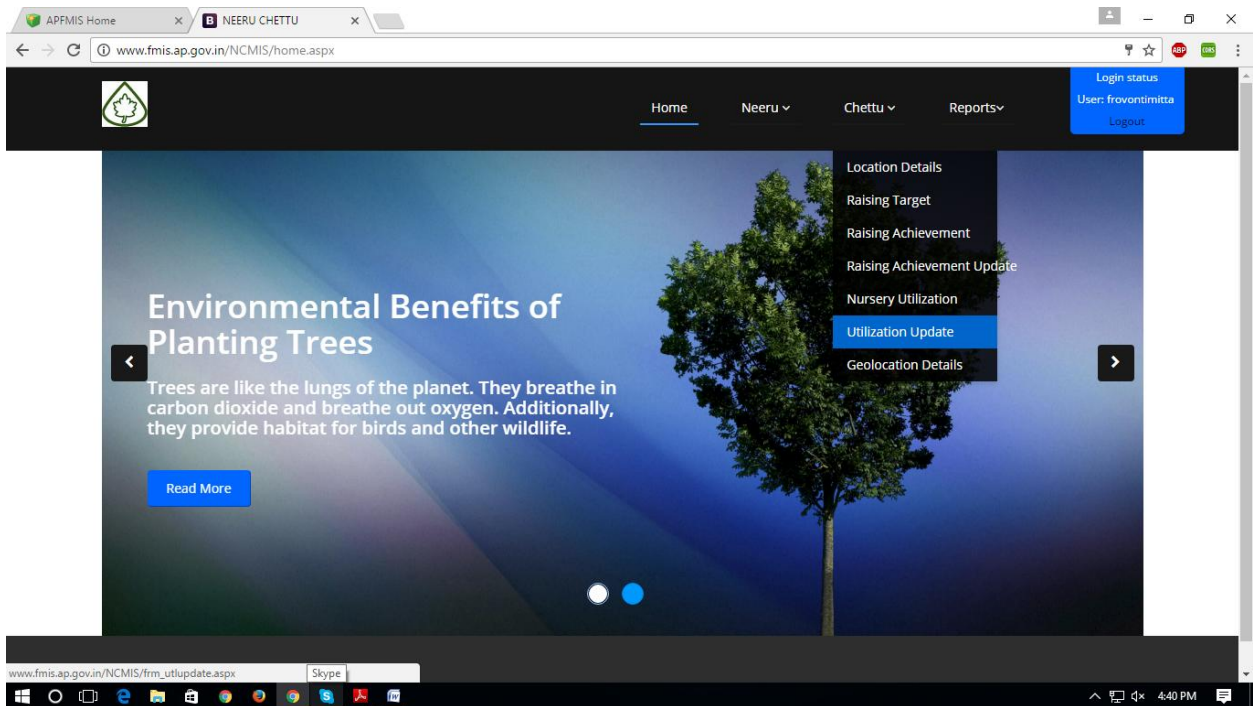 APFMIS Home
B NEERU CHETTU
www.fmis.ap.gov.in/NCMIS/home.aspx
ABP
CORS
Home Neeru Chettu Reports
Login status
User: frovontimitta
Logout
Location Details
Raising Target
Raising Achievement
Raising Achievement Update
Nursery Utilization
Utilization Update
Geolocation Details
Environmental Benefits of
Planting Trees
Trees are like the lungs of the planet. They breathe in
carbon dioxide and breathe out oxygen. Additionally,
they provide habitat for birds and other wildlife.
Read More
www.fmis.ap.gov.in/NCMIS/frm_utlupdate.aspx
Skype
4:40 PM